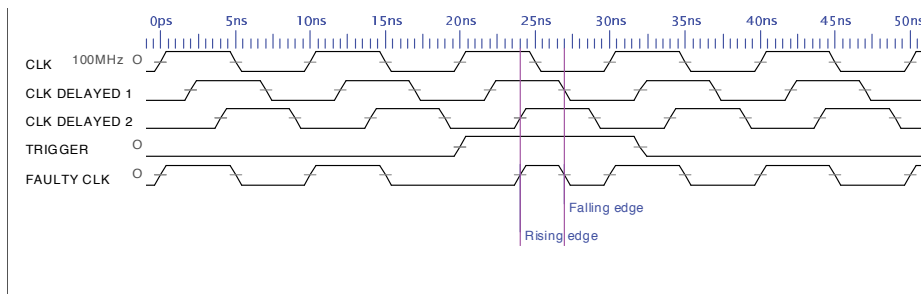 0ps 5ns 10ns 15ns 20ns 25ns 30ns 35ns 40ns 45ns 50ns
CLK 100MHz O
CLK DELAYED 1
CLK DELAYED 2
TRIGGER O
FAULTY CLK O
Falling edge
Rising edge